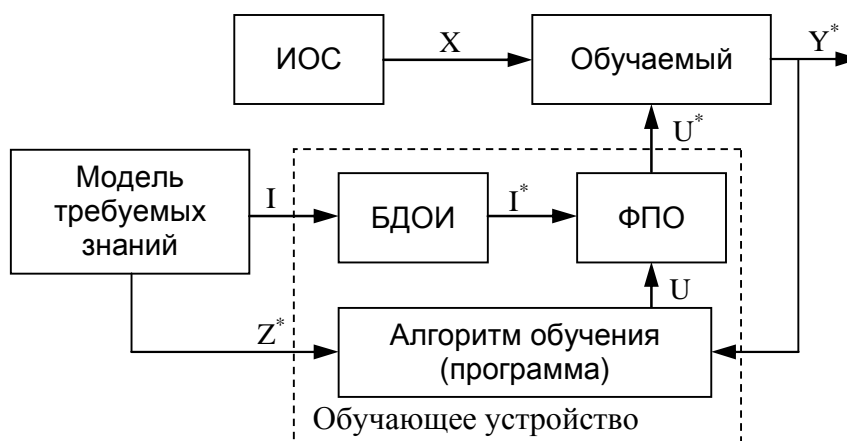 ИОС
X
Обучаемый
Y*
U*
Модель
требуемых
знаний
I
БДОИ
I*
ФПО
U
Z*
Алгоритм обучения
(программа)
Обучающее устройство